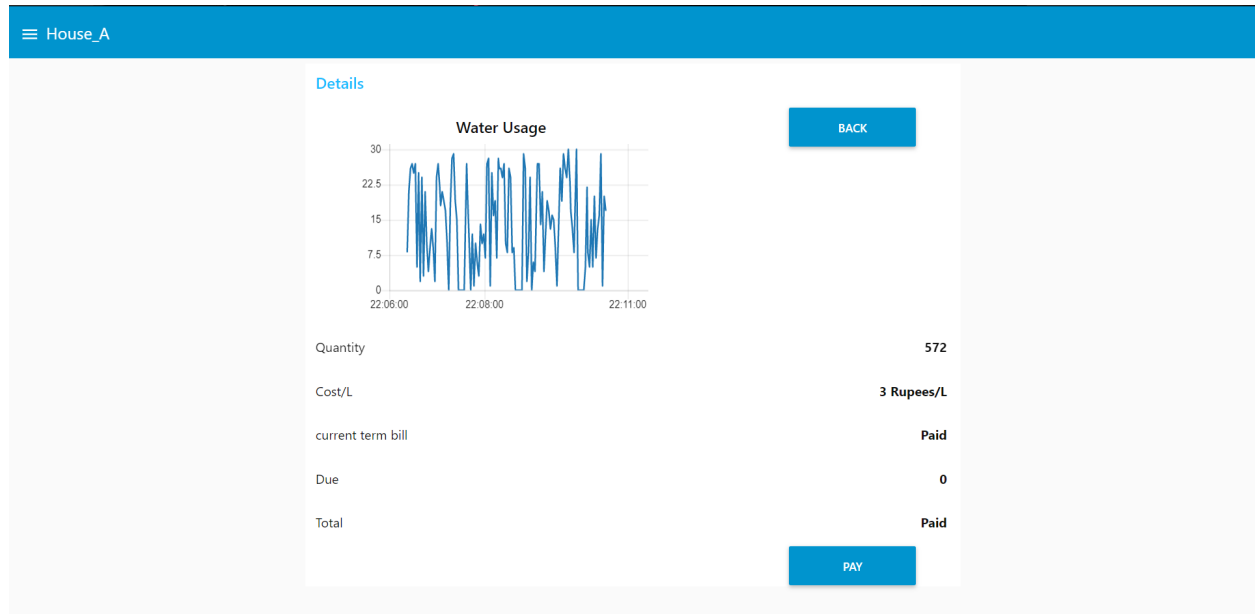 House_A
Details
Water Usage
BACK
30
22.5
15
7.5
0
22:06:00 22:08:00 22:11:00
Quantity 572
Cost/L 3 Rupees/L
current term bill Paid
Due 0
Total Paid
PAY